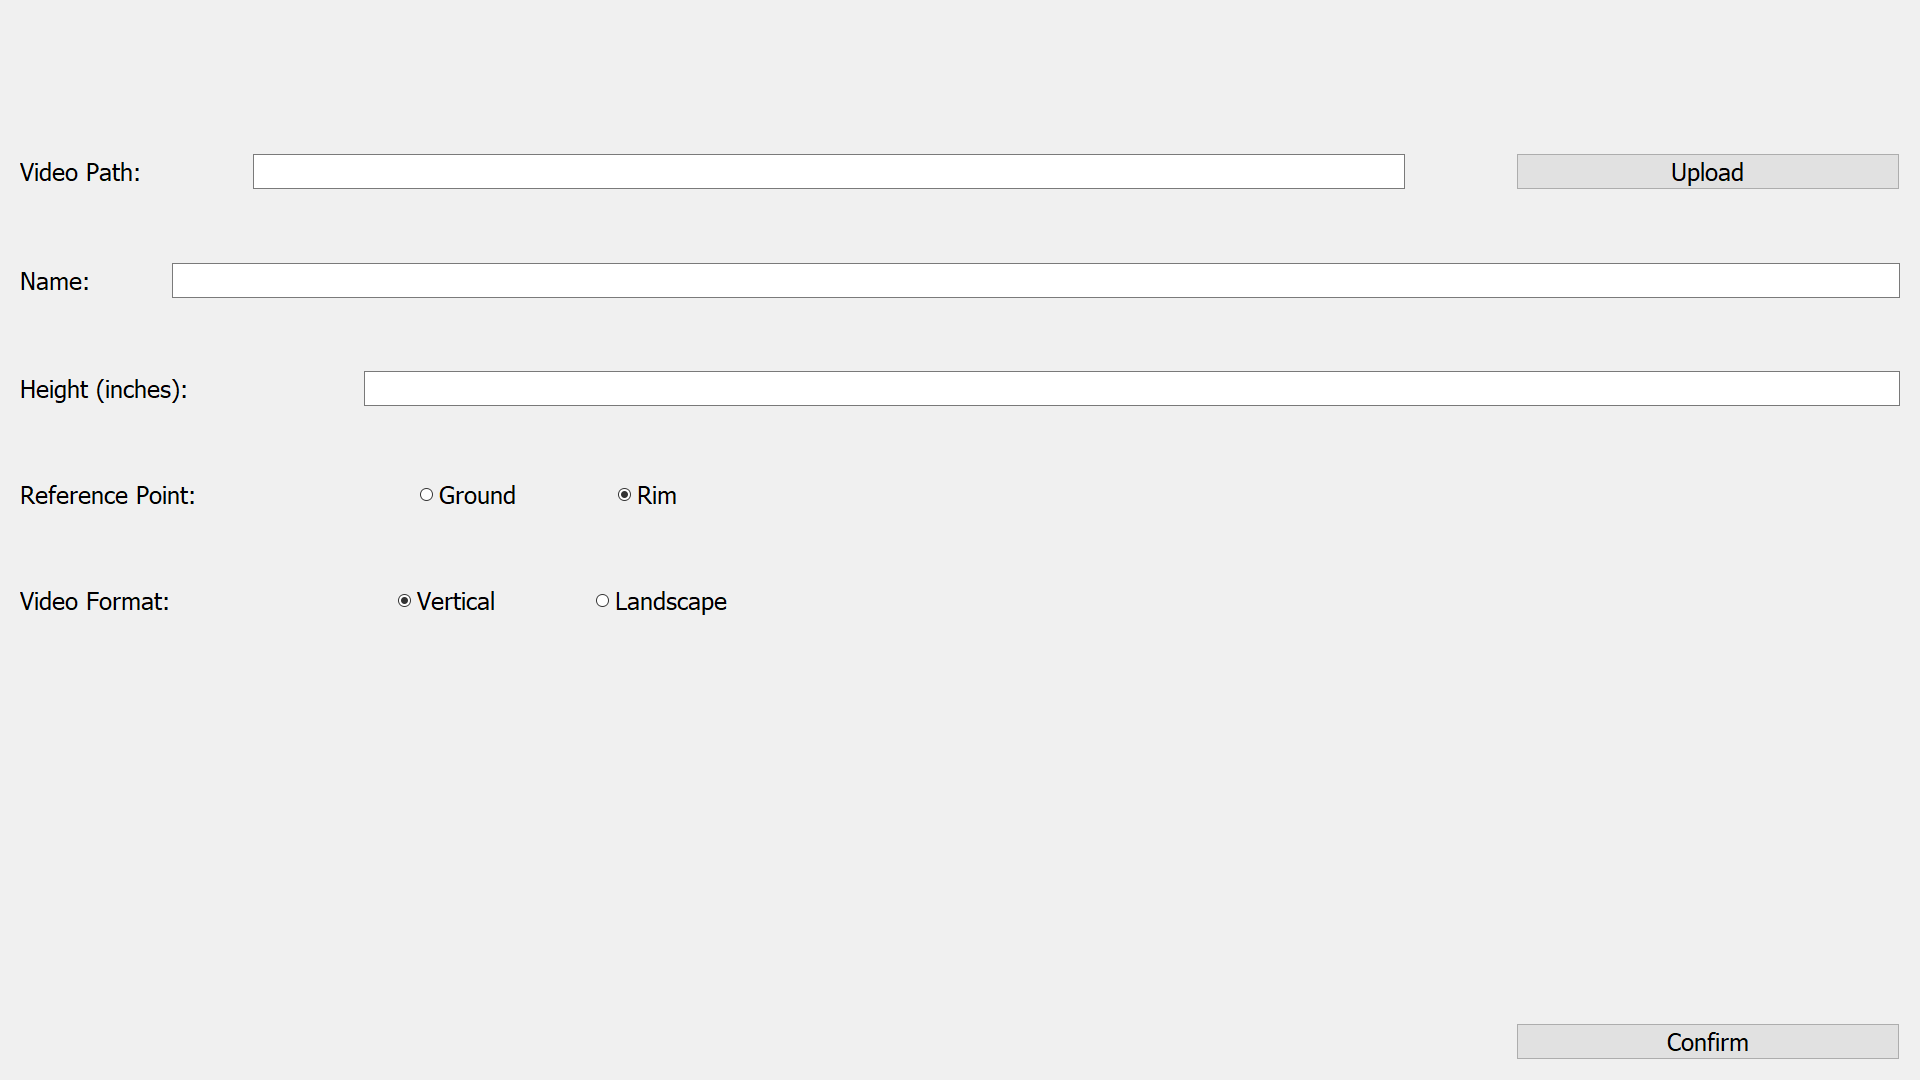 Video Path: Upload
Name:
Height (inches):
Reference Point: Ground Rim
Video Format: Vertical Landscape
Confirm